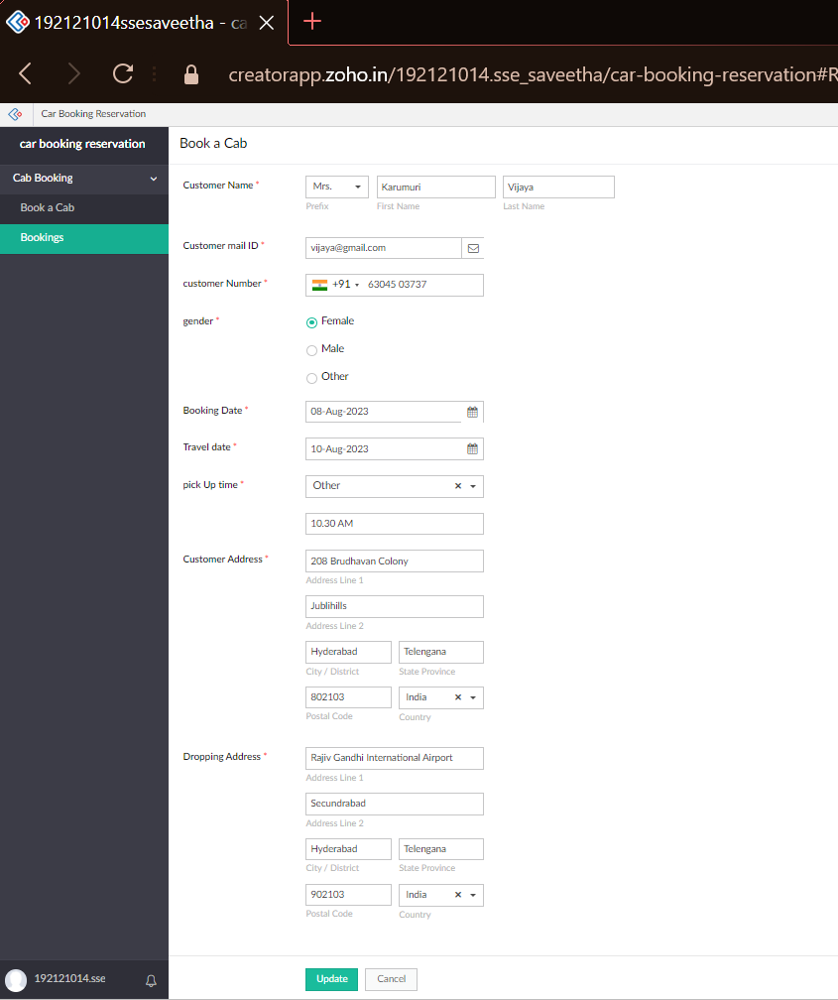 192121014ssesaveetha - ca
creatorapp.zoho.in/192121014.sse_saveetha/car-booking-reservation#R
Car Booking Reservation
car booking reservation
Cab Booking
Book a Cab
Bookings
192121014.sse
Book a Cab
Customer Name * Mrs. Karumuri Vijaya
Prefix First Name Last Name
Customer mail ID * vijaya@gmail.com
customer Number * +91 63045 03737
gender * Female
Male
Other
Booking Date * 08-Aug-2023
Travel date * 10-Aug-2023
pick Up time * Other
10.30 AM
Customer Address * 208 Brudhavan Colony
Address Line 1
Jublihills
Address Line 2
Hyderabad Telengana
City / District State Province
802103 India
Postal Code Country
Dropping Address * Rajiv Gandhi International Airport
Address Line 1
Secundrabad
Address Line 2
Hyderabad Telengana
City / District State Province
902103 India
Postal Code Country
Update Cancel